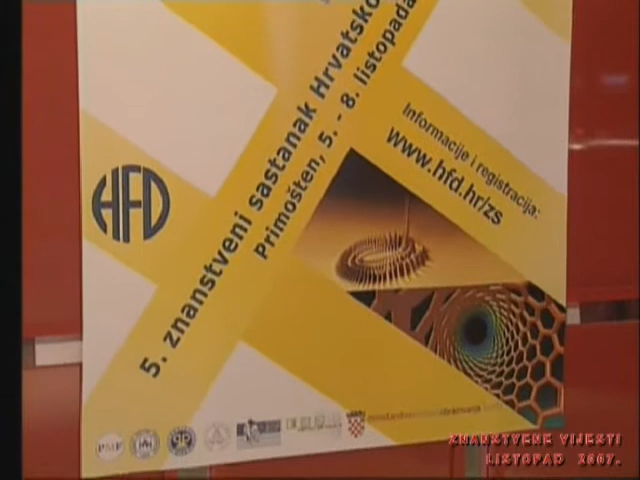 5. znanstveni sastanak Hrvatsko
Primošten, 5. - 8. listopada
Informacije i registracija:
www.hfd.hr/zs
HFD
PMF
ZNANSTVENE VIJESTI
LISTOPAD 2007.